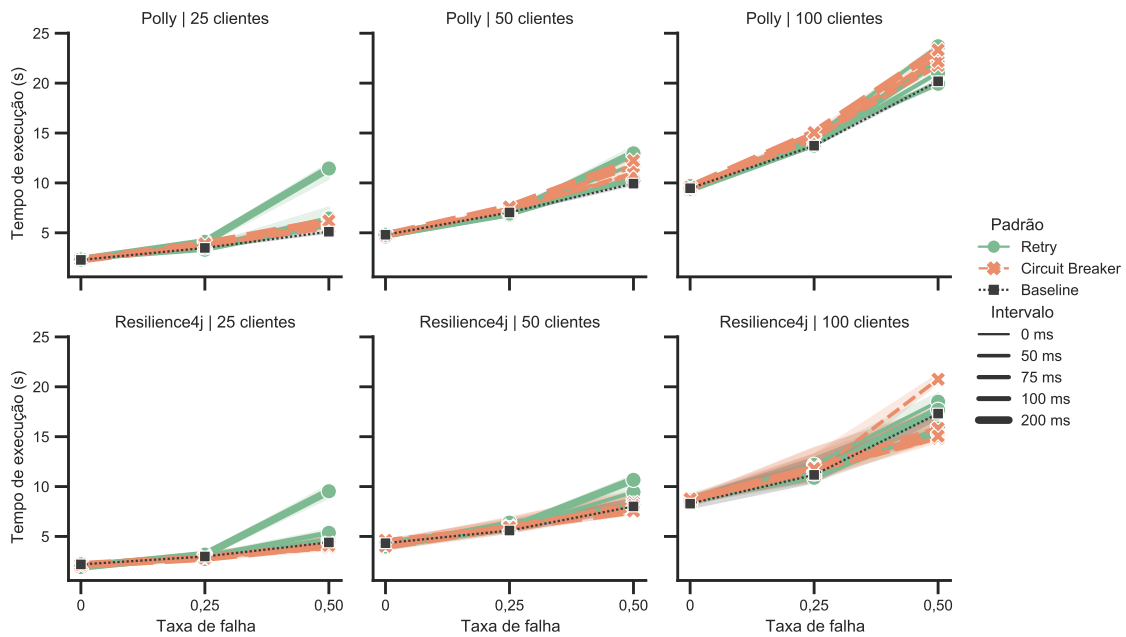 Polly | 25 clientes
Polly | 50 clientes
Polly | 100 clientes
Tempo de execução (s)
25
20
15
10
5
Resilience4j | 25 clientes
Resilience4j | 50 clientes
Resilience4j | 100 clientes
Tempo de execução (s)
25
20
15
10
5
0
0,25
0,50
0
0,25
0,50
0
0,25
0,50
Taxa de falha
Taxa de falha
Taxa de falha
Padrão
Retry
Circuit Breaker
Baseline
Intervalo
0 ms
50 ms
75 ms
100 ms
200 ms